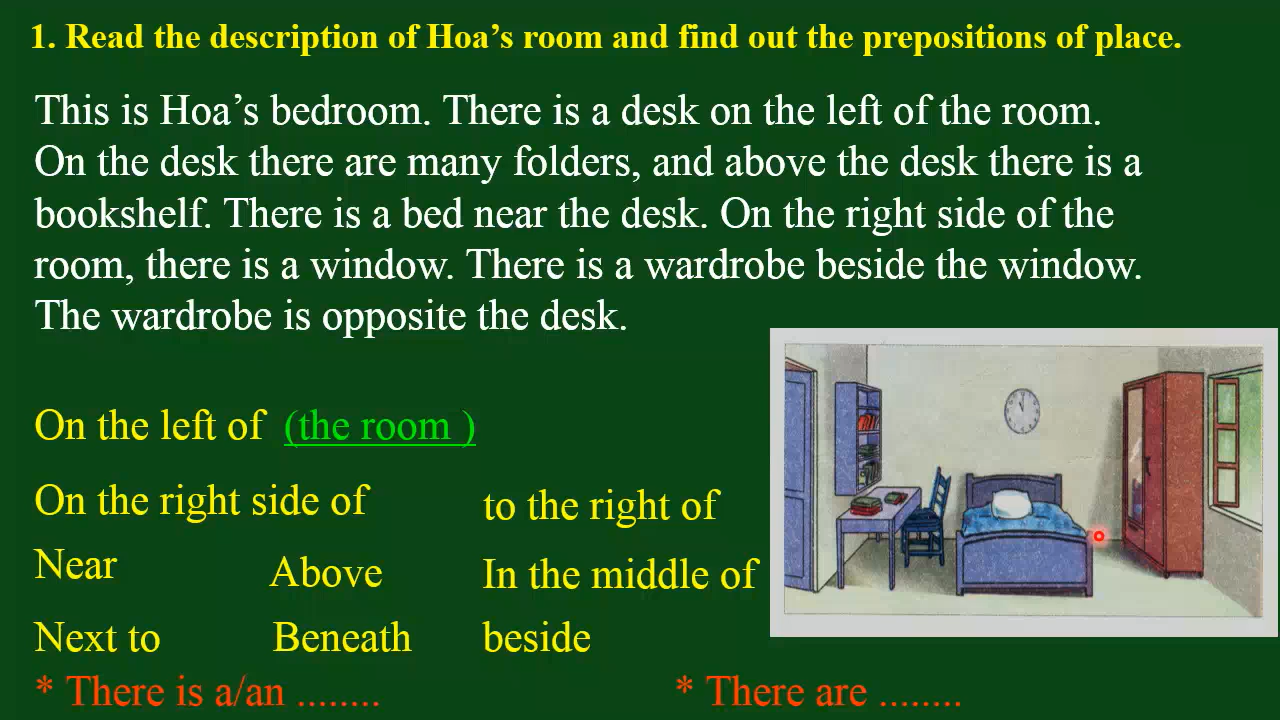 1. Read the description of Hoa’s room and find out the prepositions of place.
This is Hoa’s bedroom. There is a desk on the left of the room.
On the desk there are many folders, and above the desk there is a
bookshelf. There is a bed near the desk. On the right side of the
room, there is a window. There is a wardrobe beside the window.
The wardrobe is opposite the desk.
On the left of (the room )
On the right side of to the right of
Near Above In the middle of
Next to Beneath beside
* There is a/an ........ * There are ........